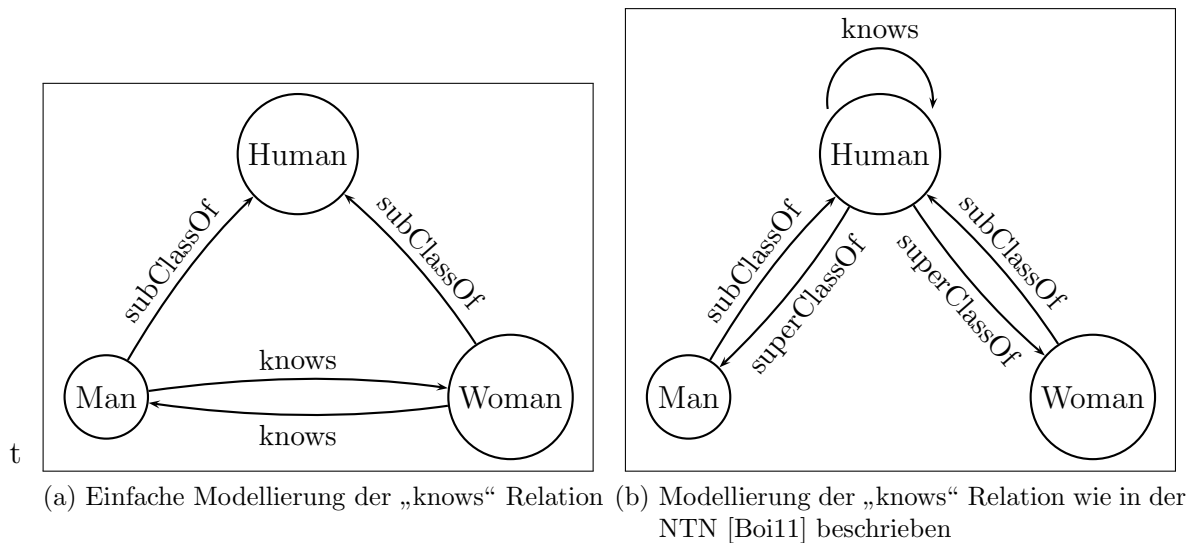 Human
subClassOf
subClassOf
knows
Man
Woman
knows
t
(a) Einfache Modellierung der „knows“ Relation
knows
Human
subClassOf
superClassOf
superClassOf
subClassOf
Man
Woman
(b) Modellierung der „knows“ Relation wie in der
NTN [Boi11] beschrieben